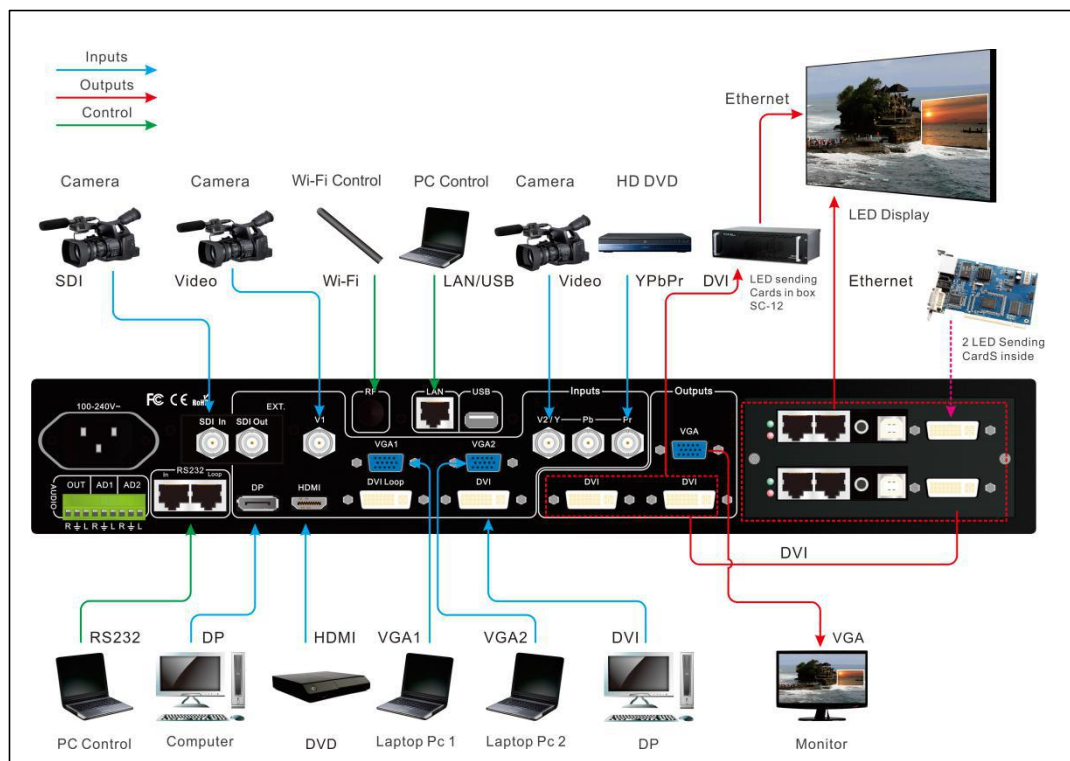 Inputs
Outputs
Control
Ethernet
Camera
Camera
Wi-Fi Control
PC Control
Camera
HD DVD
LED Display
SDI
Video
Wi-Fi
LAN/USB
Video
YPbPr
DVI
LED sending
Cards in box
SC-12
Ethernet
2 LED Sending
CardS inside
100-240V~
FC CE RoHS
EXT.
RF
LAN
USB
Inputs
Outputs
SDI In
SDI Out
V1
V2 / Y
Pb
Pr
VGA
VGA1
VGA2
RS232
In
Loop
AUDIO
OUT
AD1
AD2
R L R L R L
DP
HDMI
DVI Loop
DVI
DVI
DVI
DVI
RS232
DP
HDMI
VGA1
VGA2
DVI
VGA
PC Control
Computer
DVD
Laptop Pc 1
Laptop Pc 2
DP
Monitor